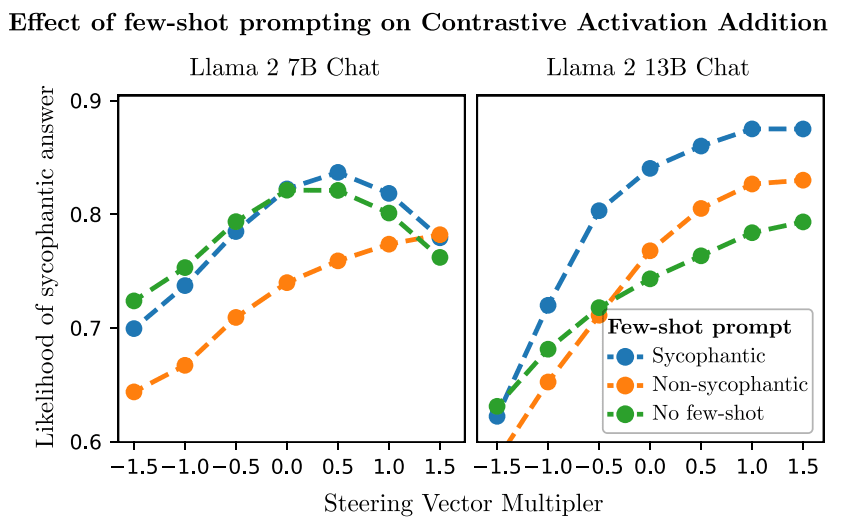 Effect of few-shot prompting on Contrastive Activation Addition
Llama 2 7B Chat
Llama 2 13B Chat
Likelihood of sycophantic answer
0.9
0.8
0.7
0.6
−1.5 −1.0 −0.5 0.0 0.5 1.0 1.5
−1.5 −1.0 −0.5 0.0 0.5 1.0 1.5
Few-shot prompt
Sycophantic
Non-sycophantic
No few-shot
Steering Vector Multipler